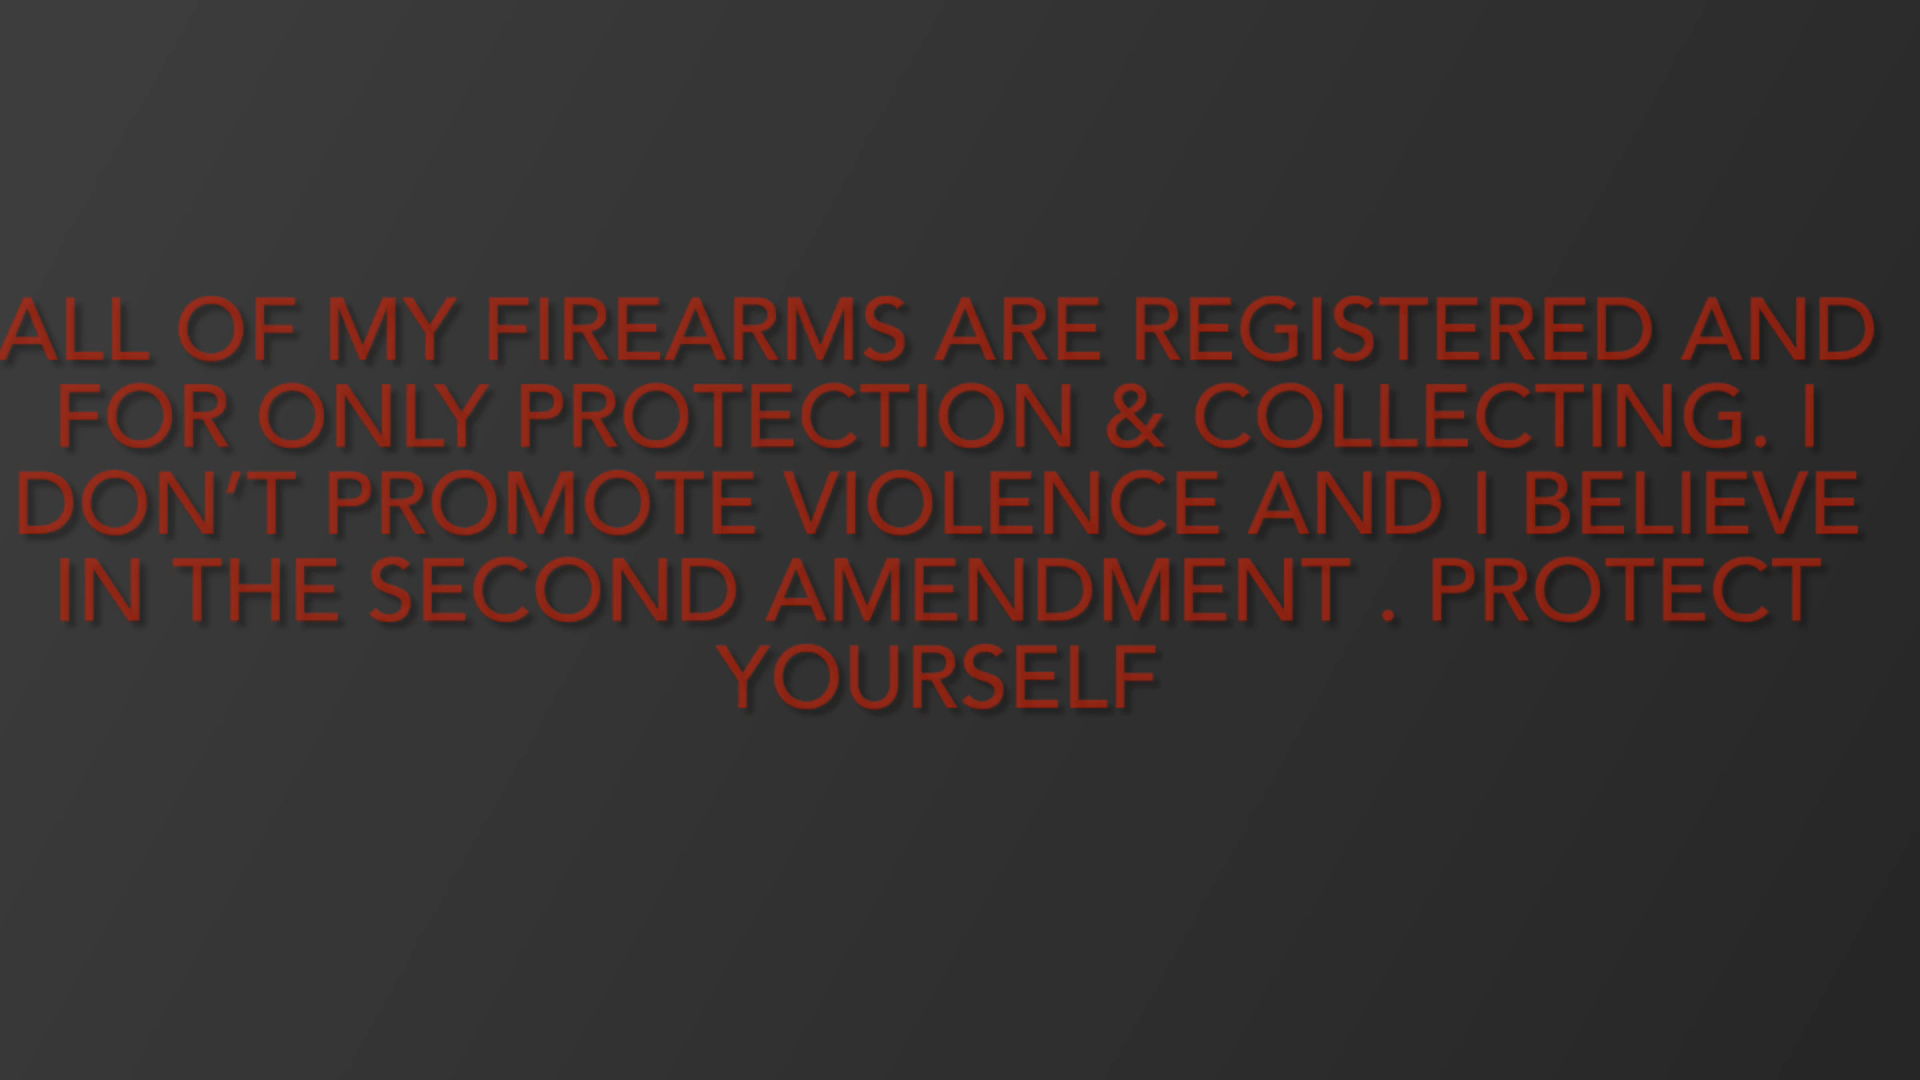 ALL OF MY FIREARMS ARE REGISTERED AND
FOR ONLY PROTECTION & COLLECTING. I
DON’T PROMOTE VIOLENCE AND I BELIEVE
IN THE SECOND AMENDMENT . PROTECT
YOURSELF